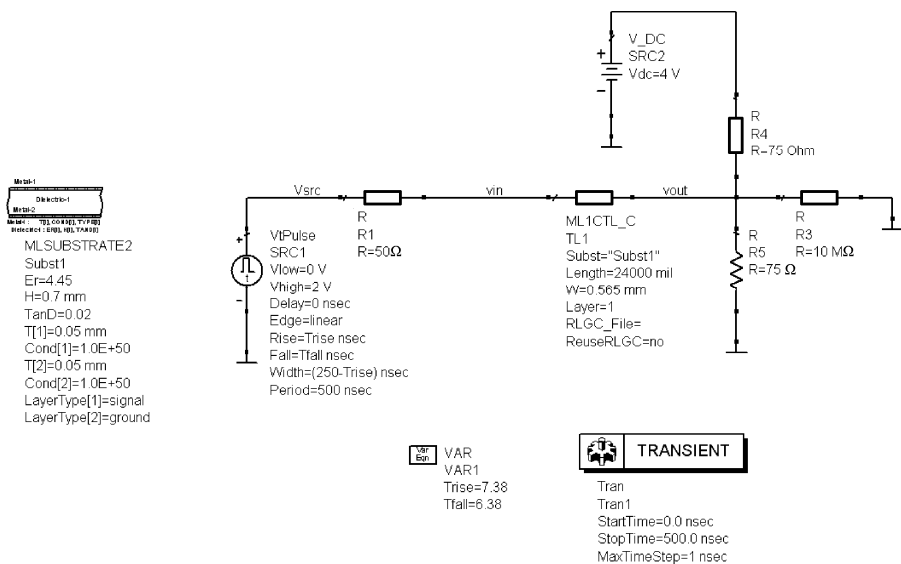 V_DC
SRC2
Vdc=4 V
R
R4
R=75 Ohm
Vsrc
vin
vout
R
R1
R=50Ω
ML1CTL_C
TL1
Subst="Subst1"
Length=24000 mil
W=0.565 mm
Layer=1
RLGC_File=
ReuseRLGC=no
R
R3
R=10 MΩ
R
R5
R=75 Ω
VtPulse
SRC1
Vlow=0 V
Vhigh=2 V
Delay=0 nsec
Edge=linear
Rise=Trise nsec
Fall=Tfall nsec
Width=(250-Trise) nsec
Period=500 nsec
Metal-1
Dielectric-1
Metal-2
Metal-I : T[I], COND[I], TYPE[I]
Dielectric-I : ER[I], H[I], TAND[I]
MLSUBSTRATE2
Subst1
Er=4.45
H=0.7 mm
TanD=0.02
T[1]=0.05 mm
Cond[1]=1.0E+50
T[2]=0.05 mm
Cond[2]=1.0E+50
LayerType[1]=signal
LayerType[2]=ground
Var
Eqn
VAR
VAR1
Trise=7.38
Tfall=6.38
TRANSIENT
Tran
Tran1
StartTime=0.0 nsec
StopTime=500.0 nsec
MaxTimeStep=1 nsec